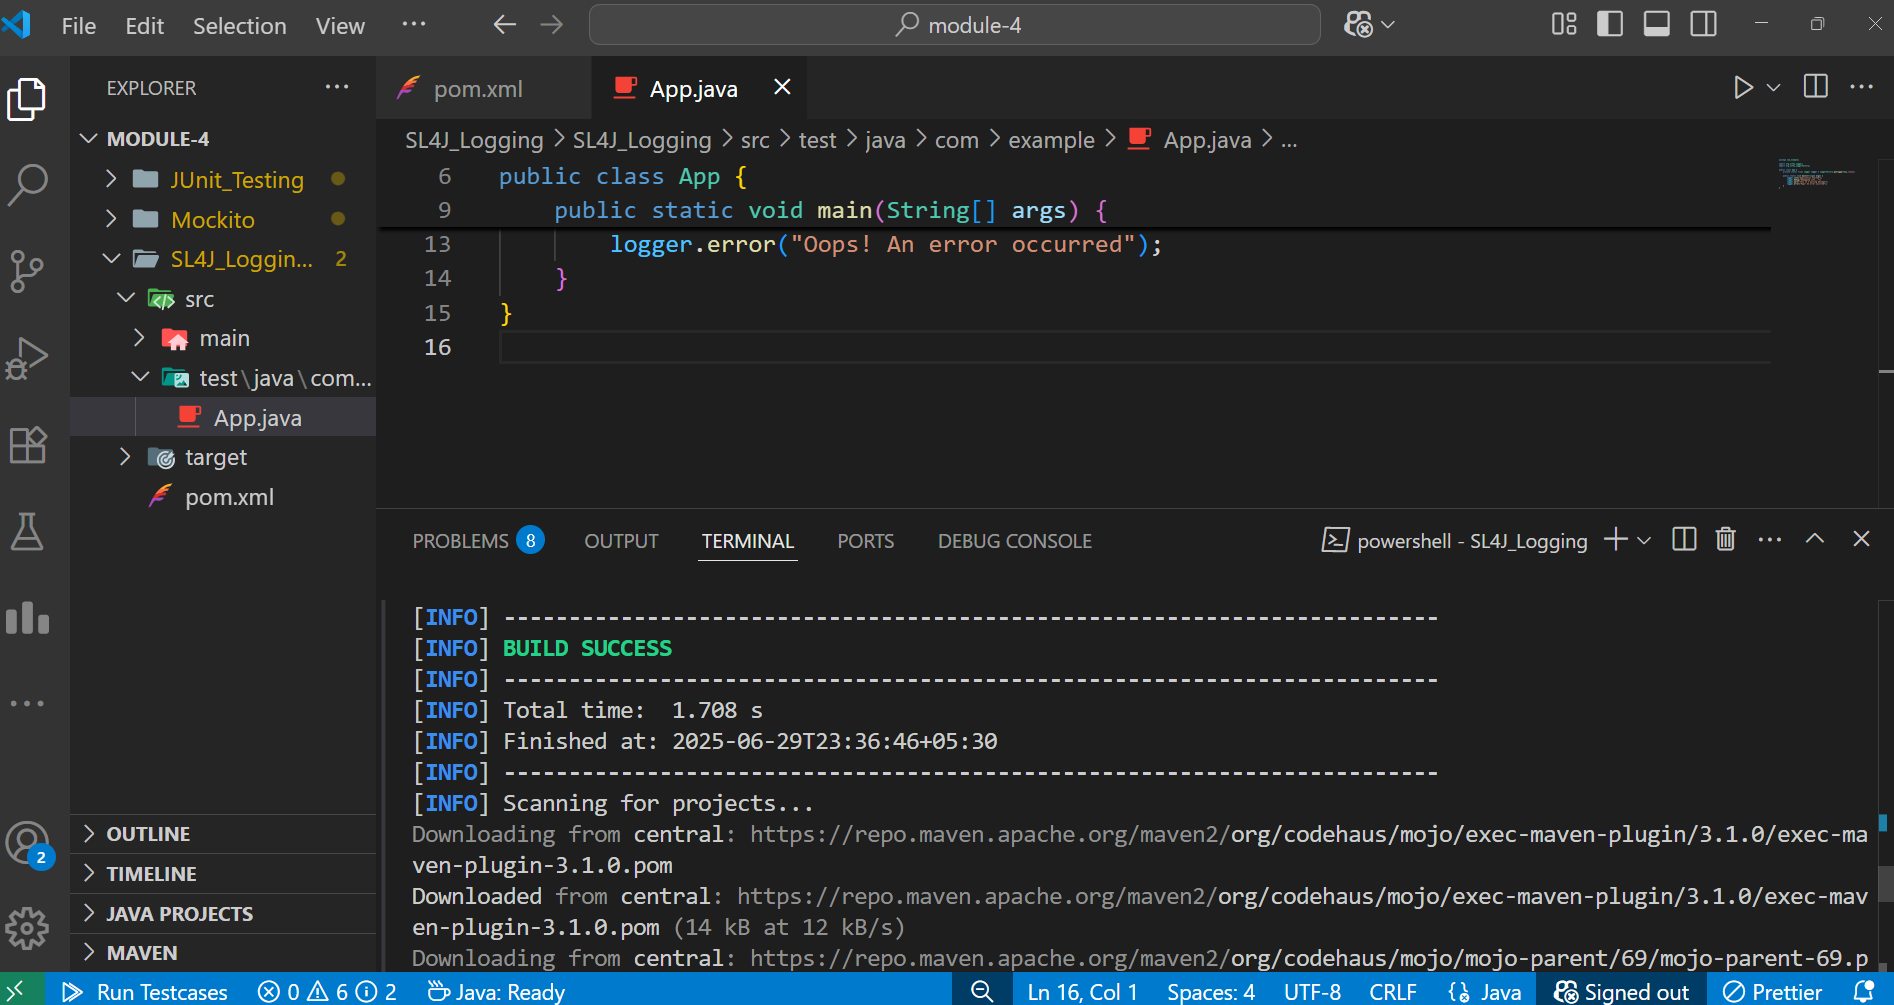 File Edit Selection View ···
module-4
EXPLORER ···
MODULE-4
JUnit_Testing
Mockito
SL4J_Loggin... 2
src
main
test\java\com...
App.java
target
pom.xml
OUTLINE
TIMELINE
JAVA PROJECTS
MAVEN
2
pom.xml App.java
SL4J_Logging > SL4J_Logging > src > test > java > com > example > App.java > ...
6 public class App {
9 public static void main(String[] args) {
13 logger.error("Oops! An error occurred");
14 }
15 }
16
PROBLEMS 8 OUTPUT TERMINAL PORTS DEBUG CONSOLE powershell - SL4J_Logging
[INFO] ------------------------------------------------------------------------
[INFO] BUILD SUCCESS
[INFO] ------------------------------------------------------------------------
[INFO] Total time:  1.708 s
[INFO] Finished at: 2025-06-29T23:36:46+05:30
[INFO] ------------------------------------------------------------------------
[INFO] Scanning for projects...
Downloading from central: https://repo.maven.apache.org/maven2/org/codehaus/mojo/exec-maven-plugin/3.1.0/exec-ma
ven-plugin-3.1.0.pom
Downloaded from central: https://repo.maven.apache.org/maven2/org/codehaus/mojo/exec-maven-plugin/3.1.0/exec-mav
en-plugin-3.1.0.pom (14 kB at 12 kB/s)
Downloading from central: https://repo.maven.apache.org/maven2/org/codehaus/mojo/mojo-parent/69/mojo-parent-69.p
Run Testcases 0 6 2 Java: Ready Ln 16, Col 1 Spaces: 4 UTF-8 CRLF Java Signed out Prettier